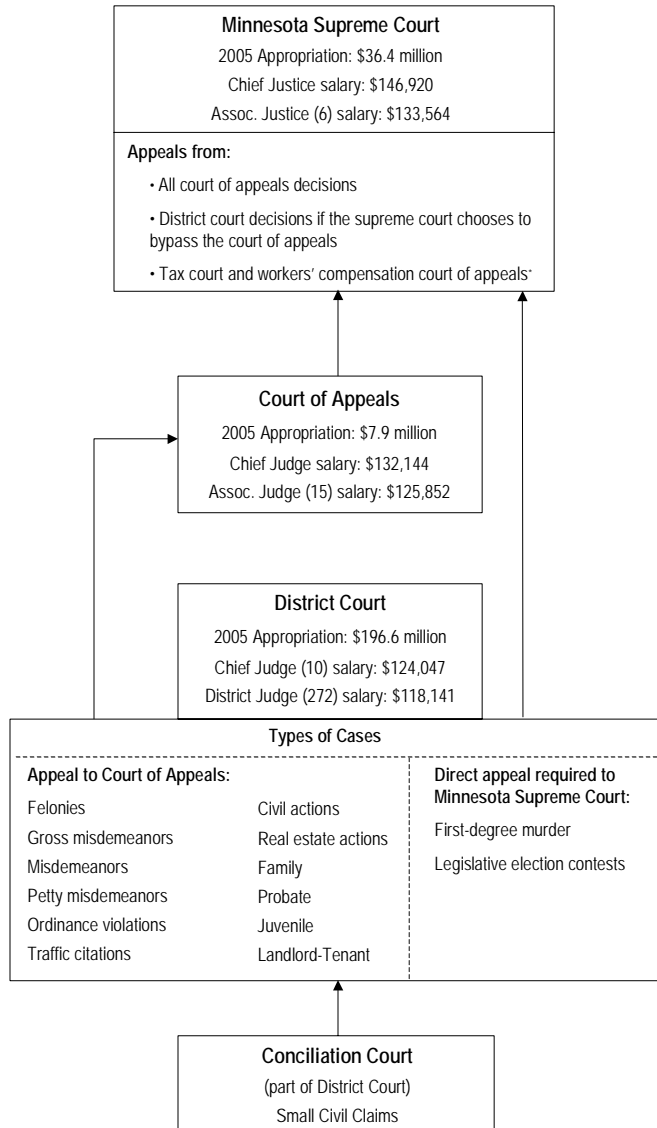 Minnesota Supreme Court
2005 Appropriation: $36.4 million
Chief Justice salary: $146,920
Assoc. Justice (6) salary: $133,564
Appeals from:
• All court of appeals decisions
• District court decisions if the supreme court chooses to
bypass the court of appeals
• Tax court and workers' compensation court of appeals*
Court of Appeals
2005 Appropriation: $7.9 million
Chief Judge salary: $132,144
Assoc. Judge (15) salary: $125,852
District Court
2005 Appropriation: $196.6 million
Chief Judge (10) salary: $124,047
District Judge (272) salary: $118,141
Types of Cases
Appeal to Court of Appeals:
Felonies
Gross misdemeanors
Misdemeanors
Petty misdemeanors
Ordinance violations
Traffic citations
Civil actions
Real estate actions
Family
Probate
Juvenile
Landlord-Tenant
Direct appeal required to
Minnesota Supreme Court:
First-degree murder
Legislative election contests
Conciliation Court
(part of District Court)
Small Civil Claims